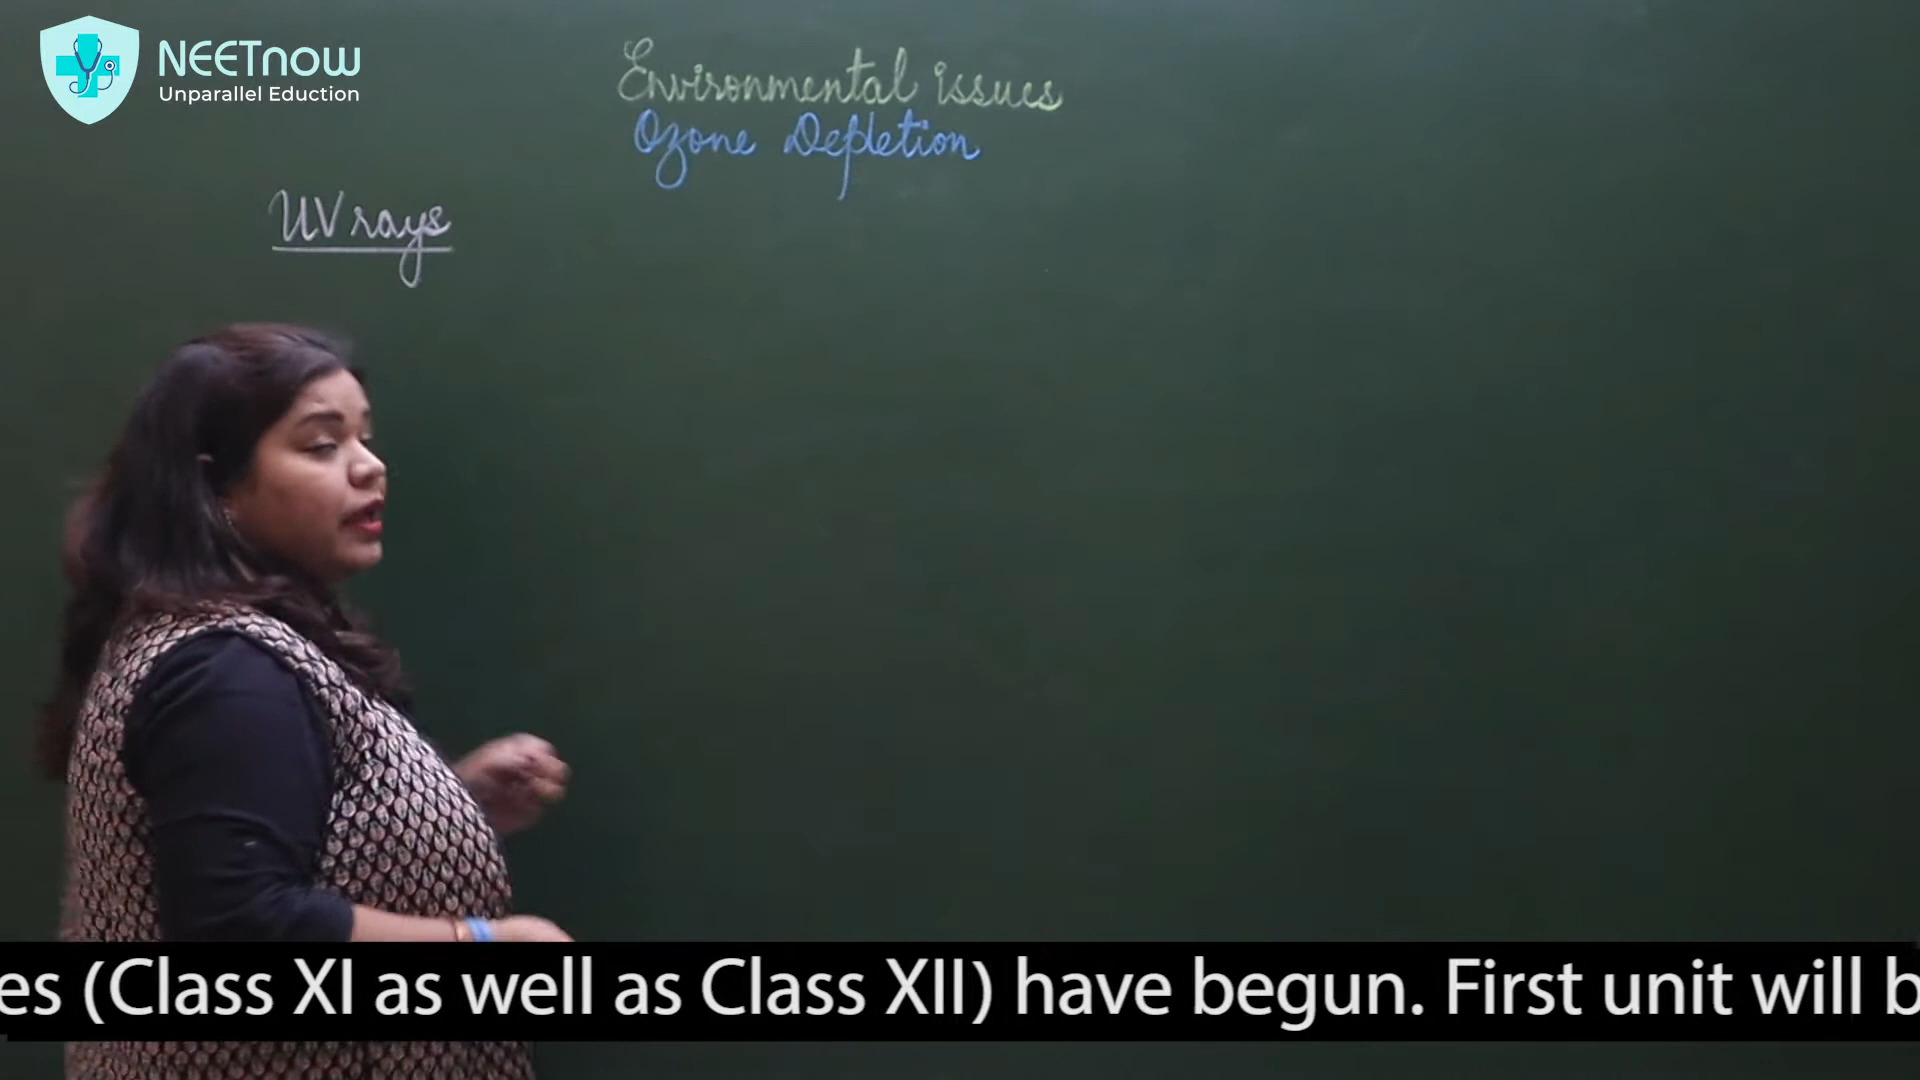 NEETnow
Unparallel Eduction
Environmental issues
Ozone Depletion
UV rays
es (Class XI as well as Class XII) have begun. First unit will b